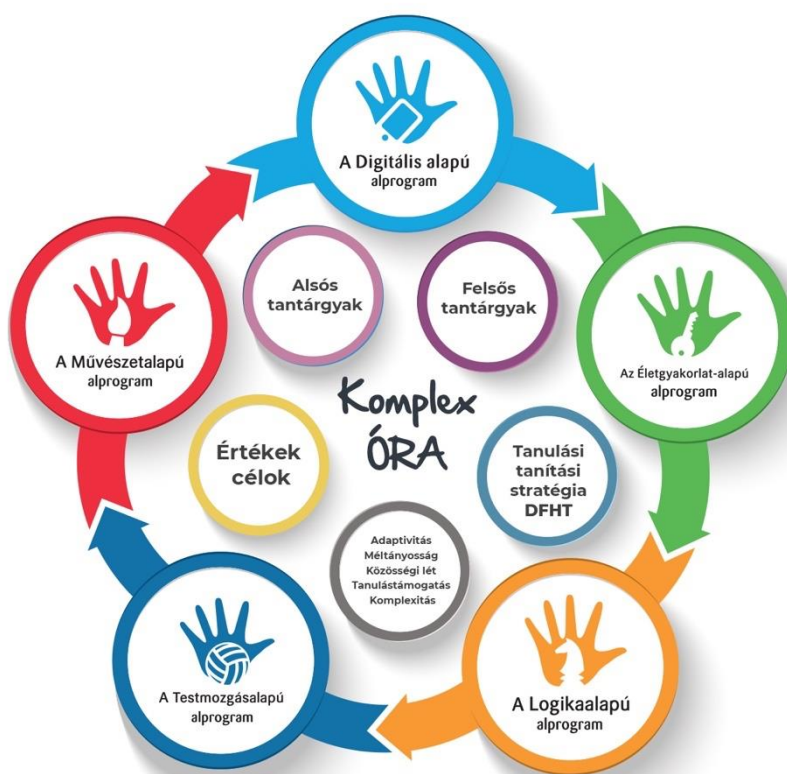 A Digitális alapú
alprogram
Alsós
tantárgyak
Felsős
tantárgyak
A Művészetalapú
alprogram
Az Életgyakorlat-alapú
alprogram
Komplex
ÓRA
Értékek
célok
Tanulási
tanítási
stratégia
DFHT
Adaptivitás
Méltányosság
Közösségi lét
Tanulástámogatás
Komplexitás
A Testmozgásalapú
alprogram
A Logikaalapú
alprogram